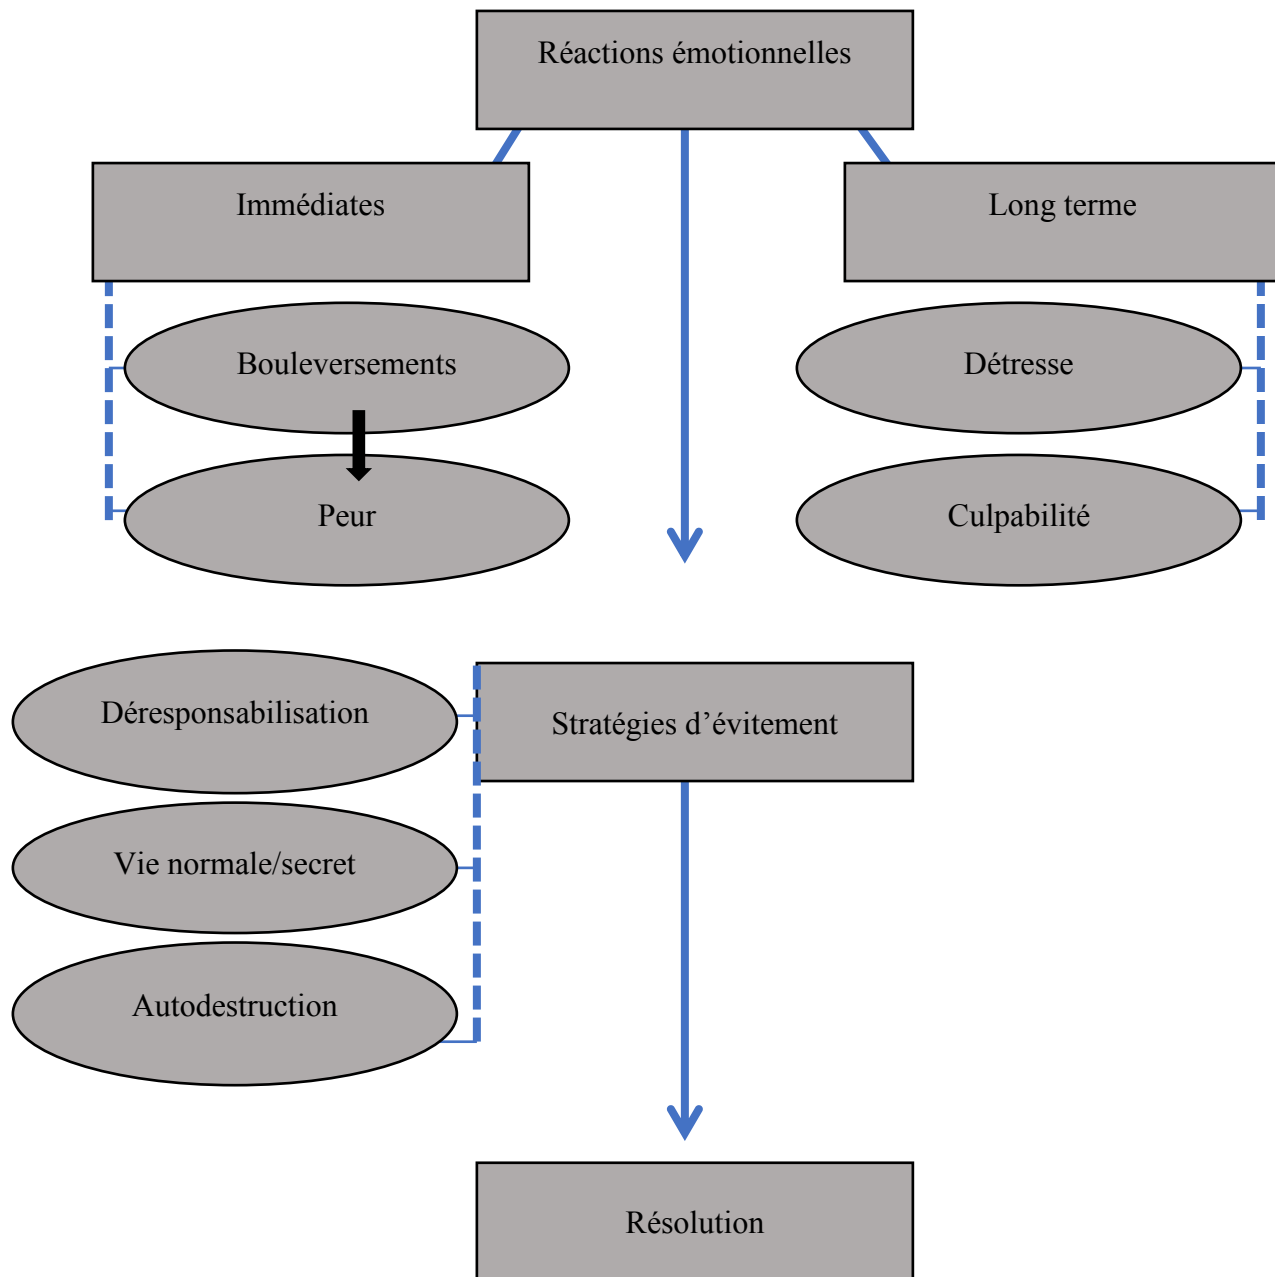 Réactions émotionnelles
Immédiates
Long terme
Bouleversements
Détresse
Peur
Culpabilité
Déresponsabilisation
Stratégies d’évitement
Vie normale/secret
Autodestruction
Résolution